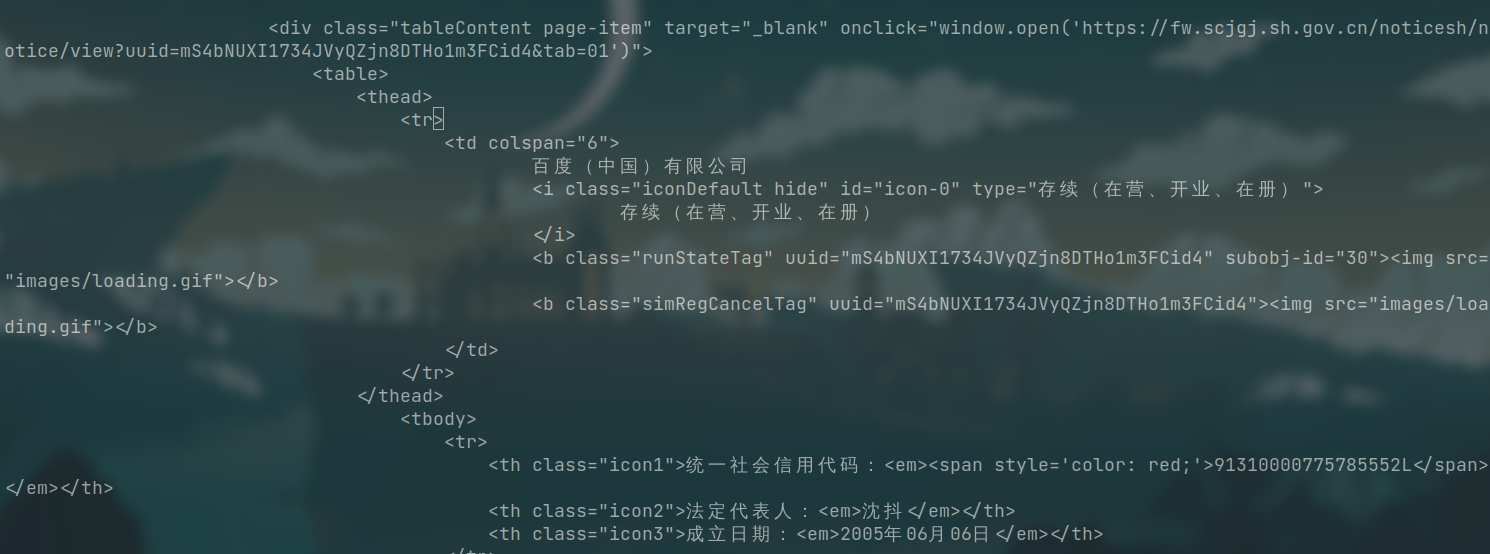 <div class="tableContent page-item" target="_blank" onclick="window.open('https://fw.scjgj.sh.gov.cn/noticesh/n
otice/view?uuid=mS4bNUXI1734JVyQZjn8DTHo1m3FCid4&tab=01')">
<table>
<thead>
<tr>
<td colspan="6">
百度（中国）有限公司
<i class="iconDefault hide" id="icon-0" type="存续（在营、开业、在册）">
存续（在营、开业、在册）
</i>
<b class="runStateTag" uuid="mS4bNUXI1734JVyQZjn8DTHo1m3FCid4" subobj-id="30"><img src=
"images/loading.gif"></b>
<b class="simRegCancelTag" uuid="mS4bNUXI1734JVyQZjn8DTHo1m3FCid4"><img src="images/loa
ding.gif"></b>
</td>
</tr>
</thead>
<tbody>
<tr>
<th class="icon1">统一社会信用代码：<em><span style='color: red;'>91310000775785552L</span>
</em></th>
<th class="icon2">法定代表人：<em>沈抖</em></th>
<th class="icon3">成立日期：<em>2005年06月06日</em></th>